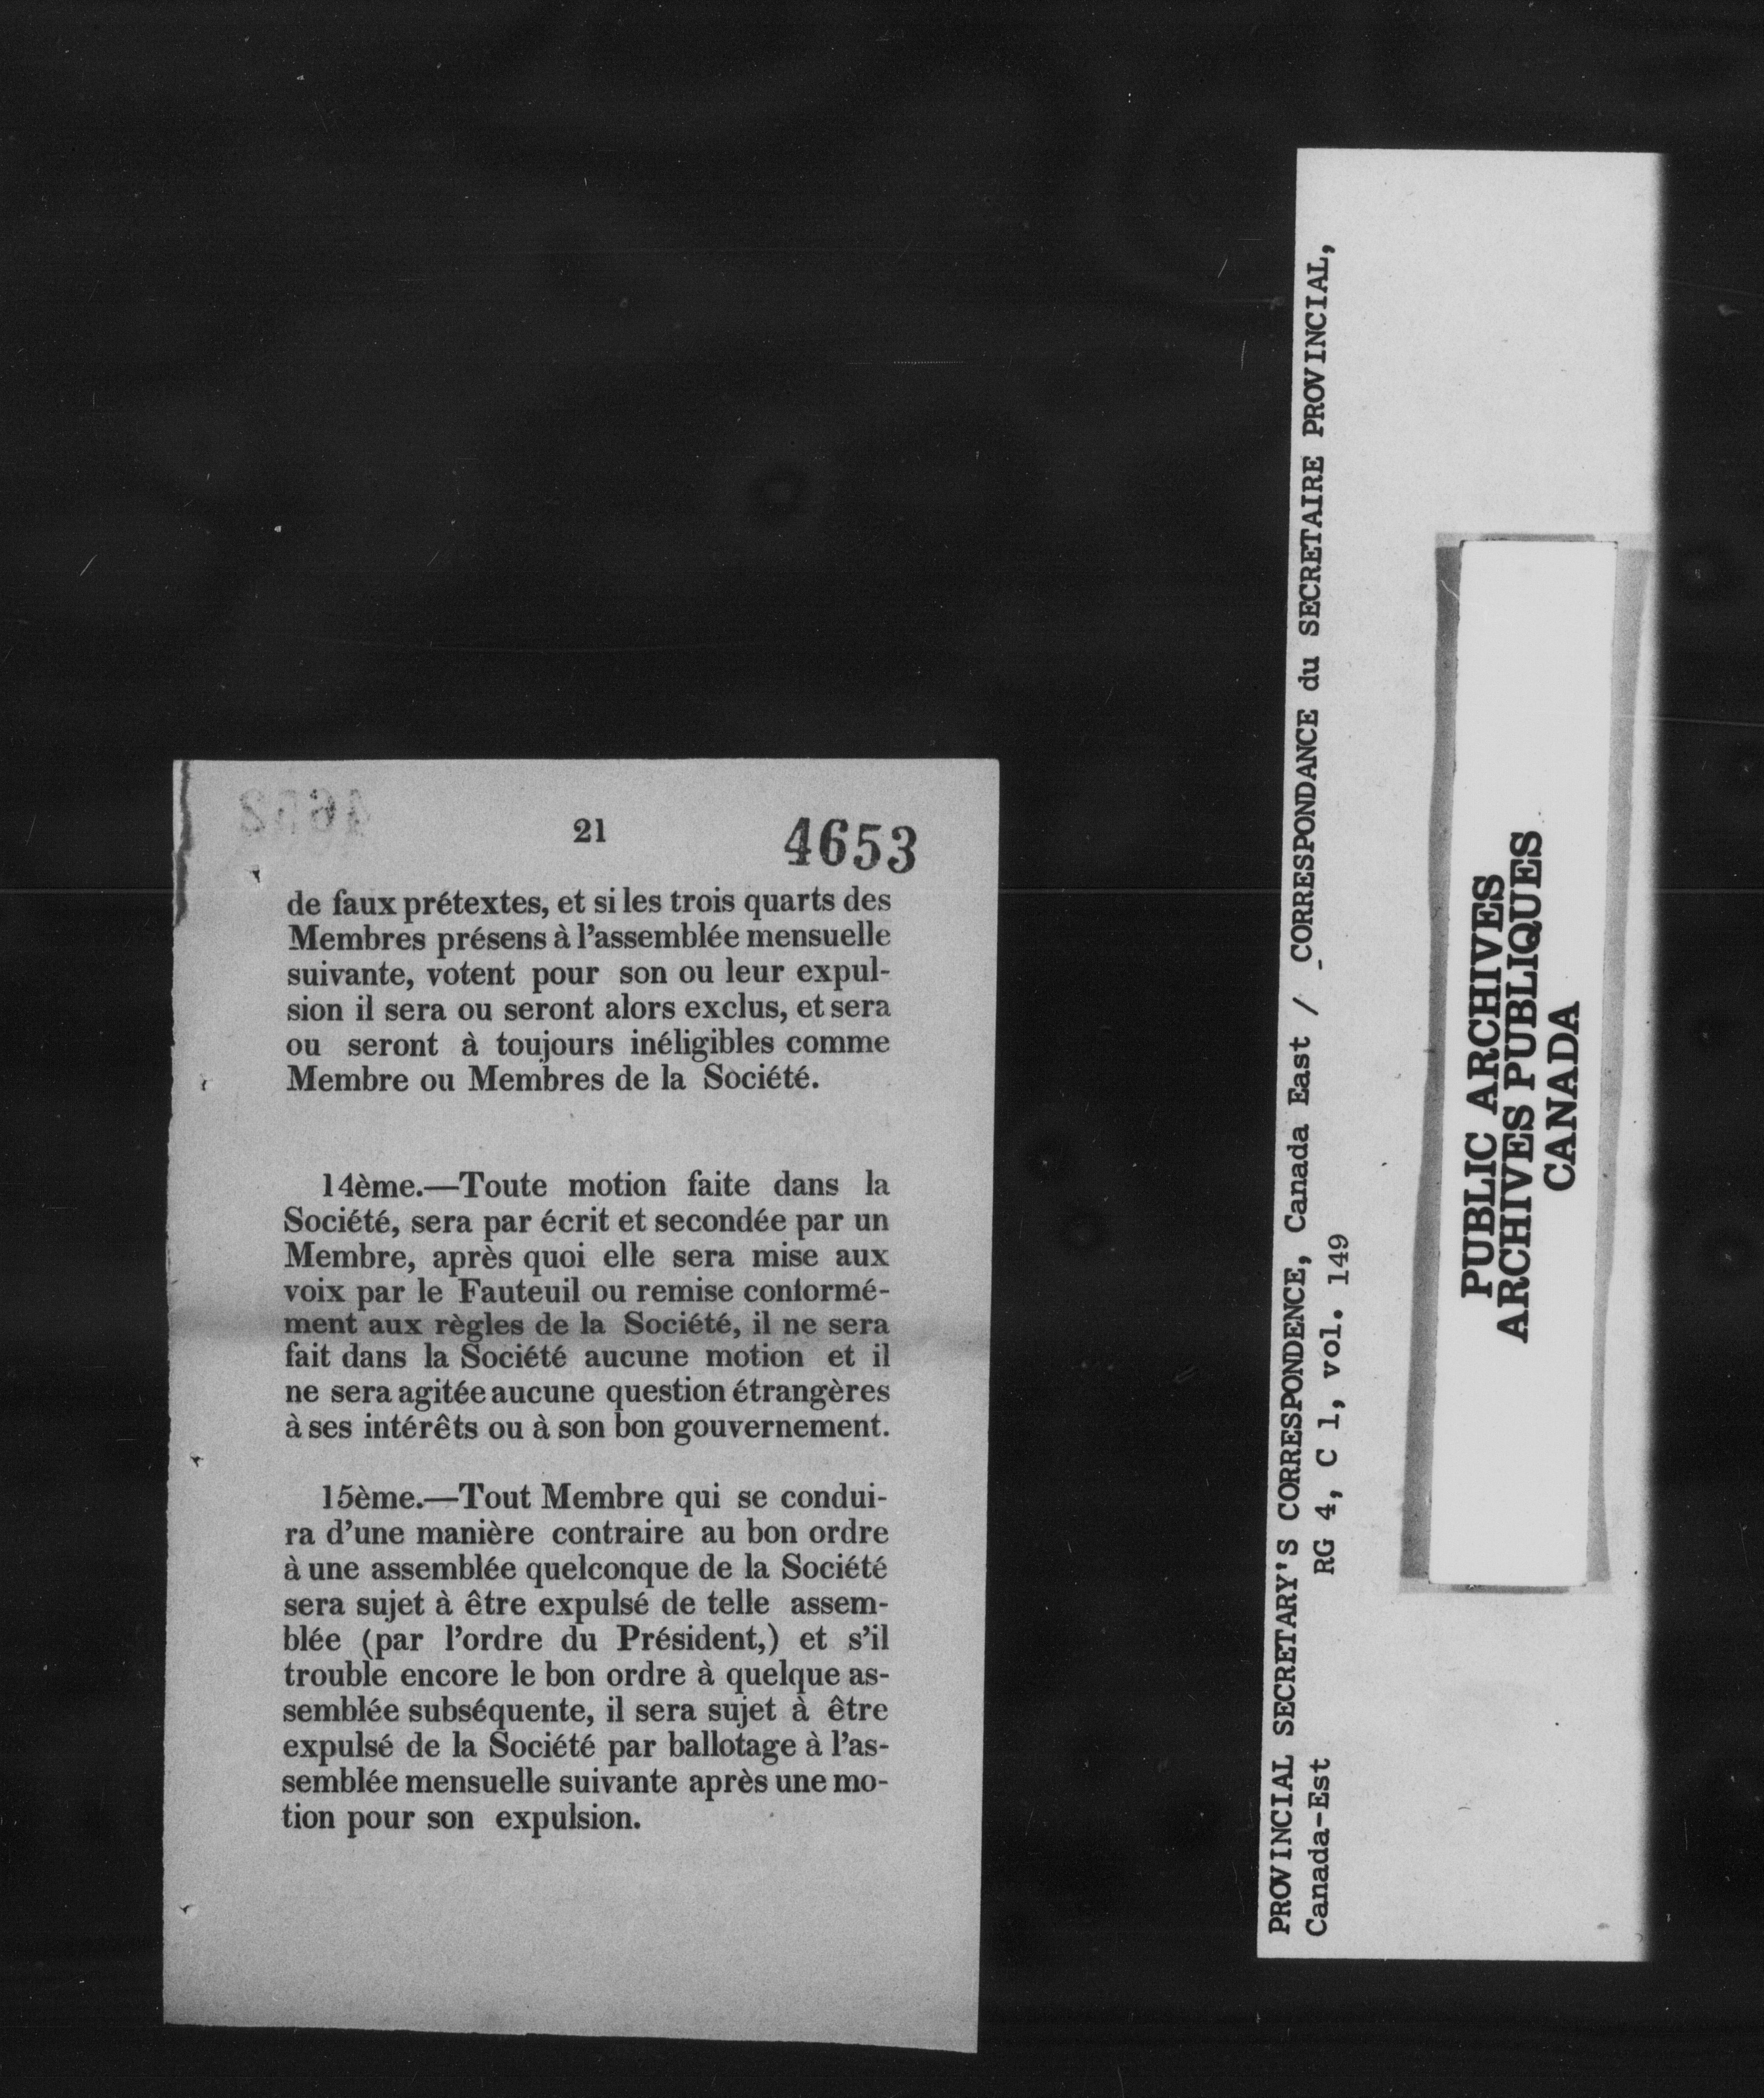 21
4653
de faux prétextes, et si les trois quarts des
Membres présens à l'assemblée mensuelle
suivante, votent pour son ou leur expul-
sion il sera ou seront alors exclus, et sera
ou seront à toujours inéligibles comme
Membre ou Membres de la Société.
14ème.—Toute motion faite dans la
Société, sera par écrit et secondée par un
Membre, après quoi elle sera mise aux
voix par le Fauteuil ou remise conformé-
ment aux règles de la Société, il ne sera
fait dans la Société aucune motion et il
ne sera agitée aucune question étrangères
à ses intérêts ou à son bon gouvernement.
15ème.—Tout Membre qui se condui-
ra d'une manière contraire au bon ordre
à une assemblée quelconque de la Société
sera sujet à être expulsé de telle assem-
blée (par l'ordre du Président,) et s'il
trouble encore le bon ordre à quelque as-
semblée subséquente, il sera sujet à être
expulsé de la Société par ballotage à l'as-
semblée mensuelle suivante après une mo-
tion pour son expulsion.
PROVINCIAL SECRETARY'S CORRESPONDENCE, Canada East / CORRESPONDANCE du SECRETAIRE PROVINCIAL,
Canada-Est RG 4, C 1, vol. 149
PUBLIC ARCHIVES
ARCHIVES PUBLIQUES
CANADA